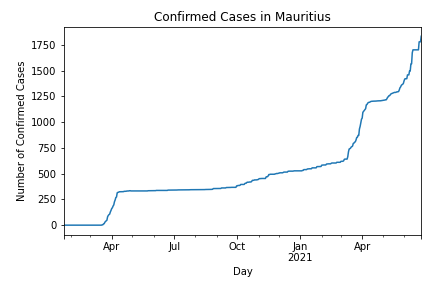 Confirmed Cases in Mauritius
Number of Confirmed Cases
1750
1500
1250
1000
750
500
250
0
Apr
Jul
Oct
Jan
2021
Apr
Day